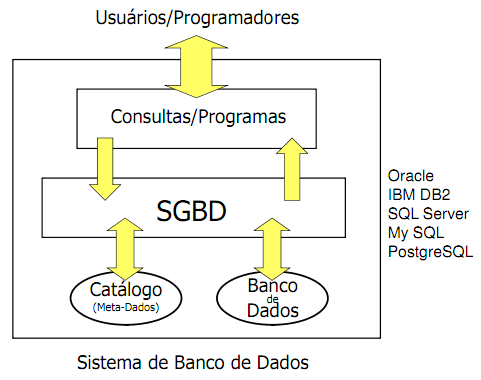 Usuários/Programadores
Consultas/Programas
SGBD
Oracle
IBM DB2
SQL Server
My SQL
PostgreSQL
Catálogo
(Meta-Dados)
Banco
de
Dados
Sistema de Banco de Dados